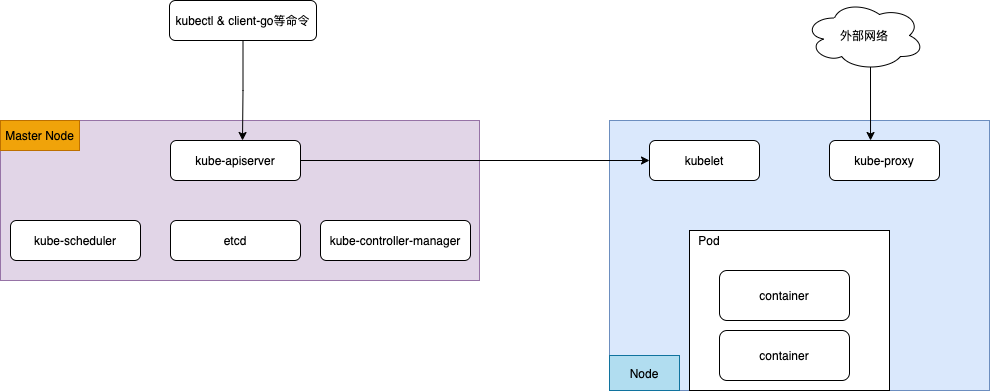 kubectl & client-go等命令
外部网络
Master Node
kube-apiserver
kubelet
kube-proxy
kube-scheduler
etcd
kube-controller-manager
Pod
container
container
Node